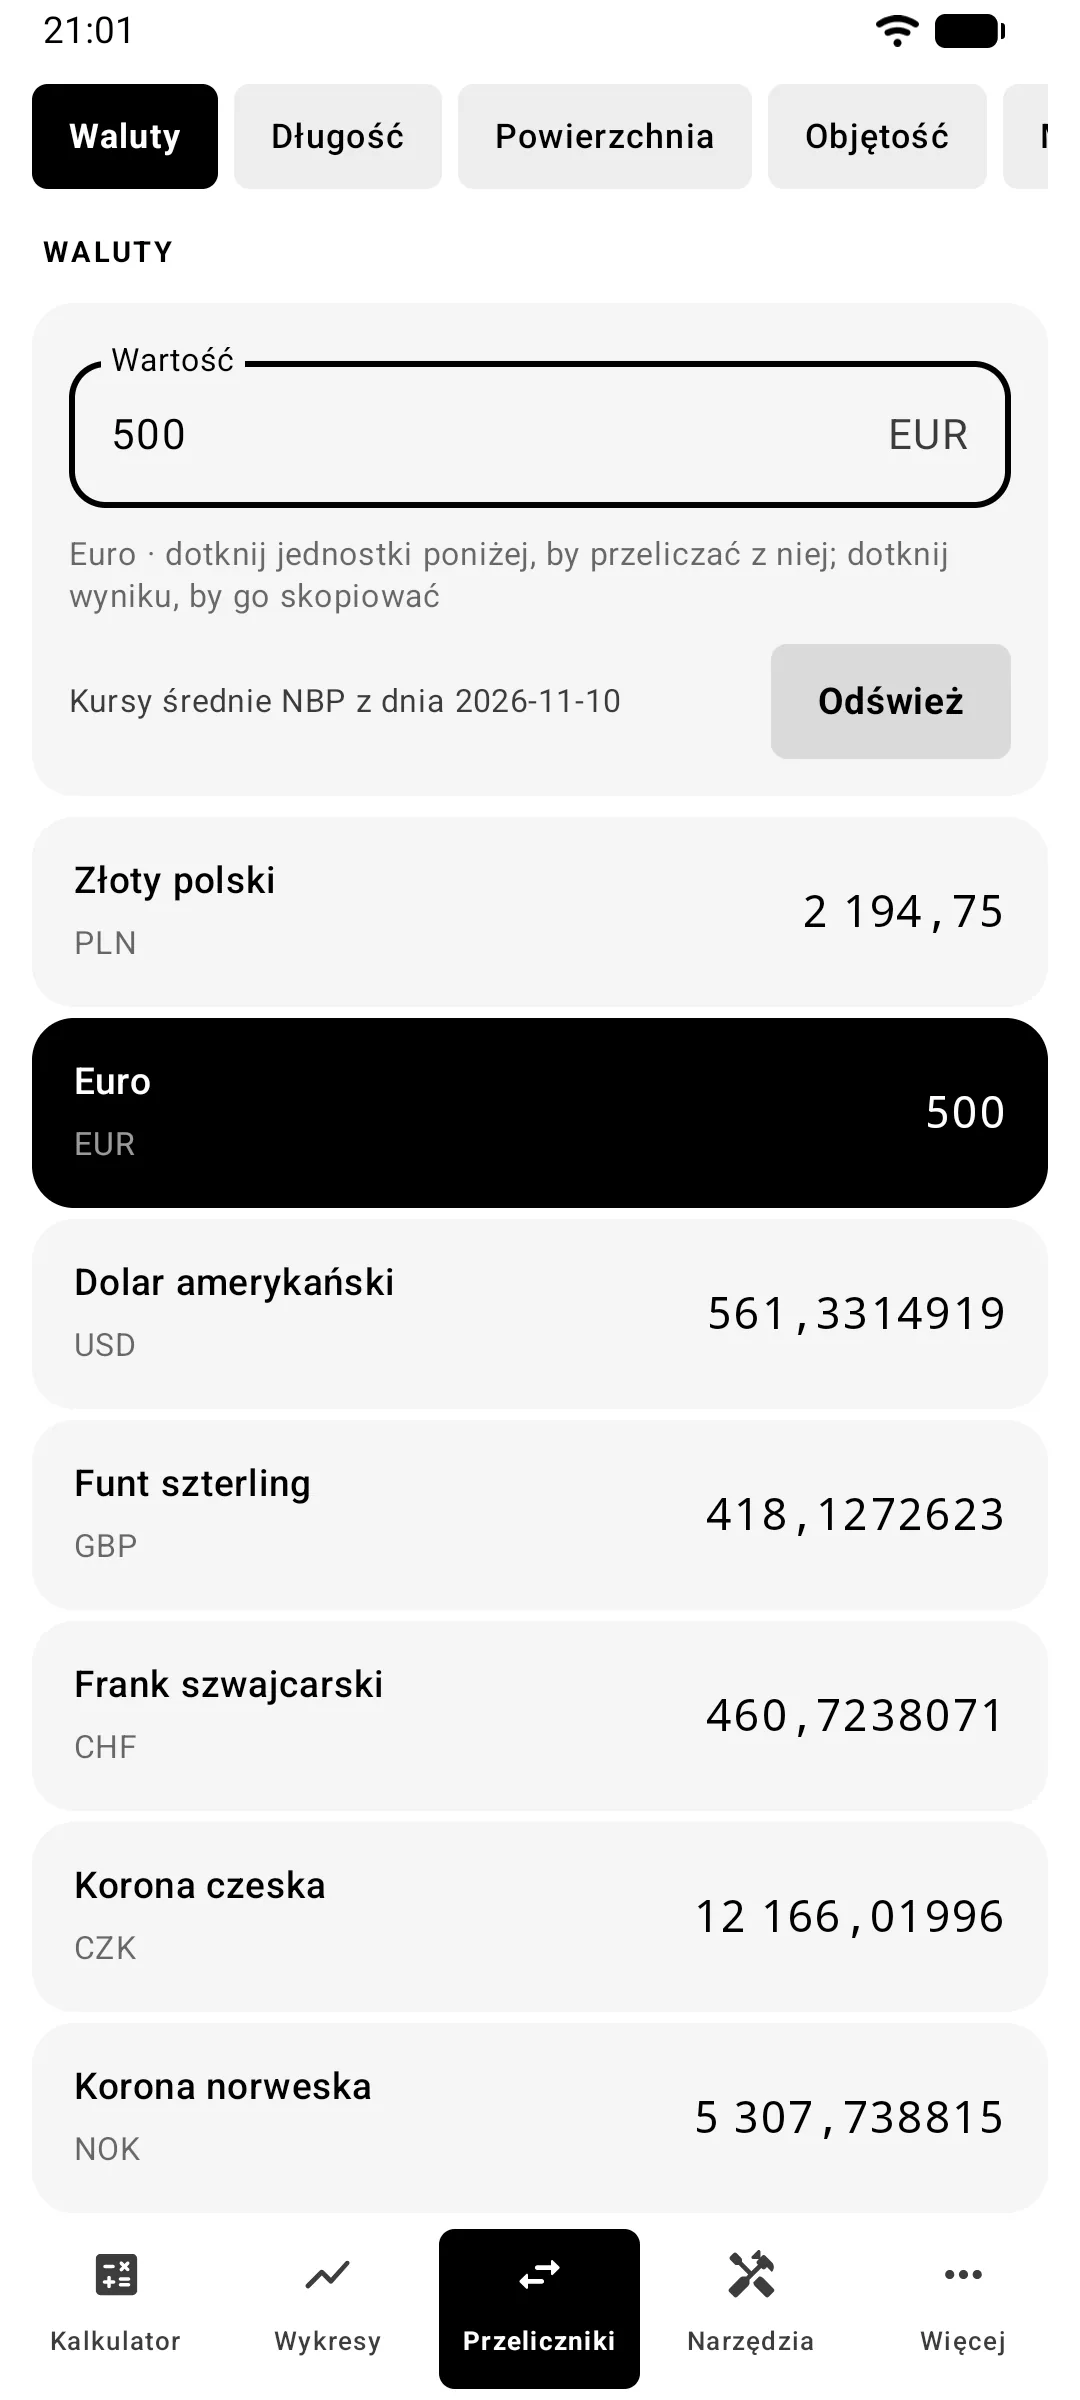 21:01
Waluty
Długość
Powierzchnia
Objętość
WALUTY
Wartość
500
EUR
Euro · dotknij jednostki poniżej, by przeliczać z niej; dotknij
wyniku, by go skopiować
Kursy średnie NBP z dnia 2026-11-10
Odśwież
Złoty polski
PLN
2 194,75
Euro
EUR
500
Dolar amerykański
USD
561,3314919
Funt szterling
GBP
418,1272623
Frank szwajcarski
CHF
460,7238071
Korona czeska
CZK
12 166,01996
Korona norweska
NOK
5 307,738815
Kalkulator
Wykresy
Przeliczniki
Narzędzia
Więcej